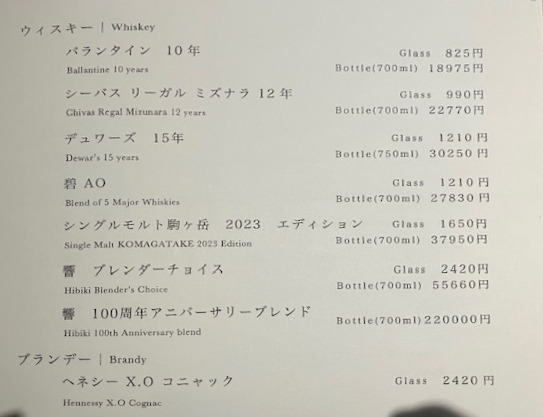 ウィスキー | Whiskey
バランタイン 10年 Glass 825円
Ballantine 10 years Bottle(700ml) 18975円
シーバス リーガル ミズナラ 12年 Glass 990円
Chivas Regal Mizunara 12 years Bottle(700ml) 22770円
デュワーズ 15年 Glass 1210円
Dewar's 15 years Bottle(750ml) 30250円
碧 AO Glass 1210円
Blend of 5 Major Whiskies Bottle(700ml) 27830円
シングルモルト駒ヶ岳 2023 エディション Glass 1650円
Single Malt KOMAGATAKE 2023 Edition Bottle(700ml) 37950円
響 ブレンダーチョイス Glass 2420円
Hibiki Blender's Choice Bottle(700ml) 55660円
響 100周年アニバーサリーブレンド Bottle(700ml) 220000円
Hibiki 100th Anniversary blend
ブランデー | Brandy
ヘネシー X.O コニャック Glass 2420円
Hennessy X.O Cognac